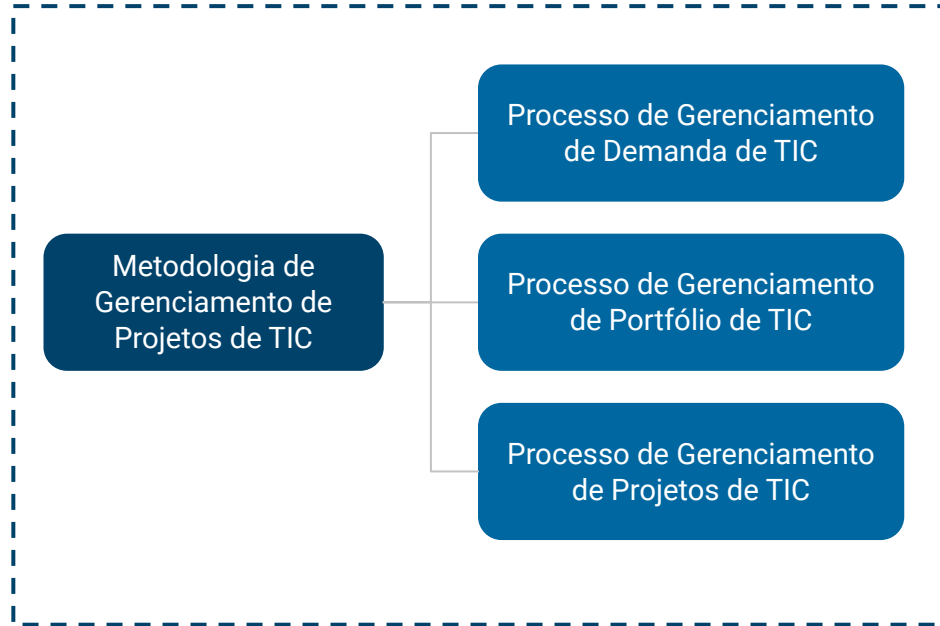 Processo de Gerenciamento
de Demanda de TIC
Metodologia de
Gerenciamento de
Projetos de TIC
Processo de Gerenciamento
de Portfólio de TIC
Processo de Gerenciamento
de Projetos de TIC